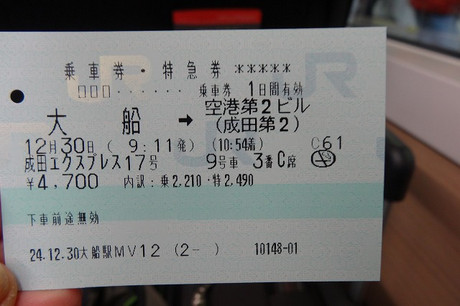 乗車券・特急券 *****
□□□…… 乗車券 1日間有効
大船 → 空港第2ビル
(成田第2)
12月30日 ( 9:11発) (10:54着) C61
成田エクスプレス17号 9号車 3番C席
¥4,700 内訳:乗2,210・特2,490
下車前途無効
24.12.30大船駅MV12 (2- ) 10148-01
JR